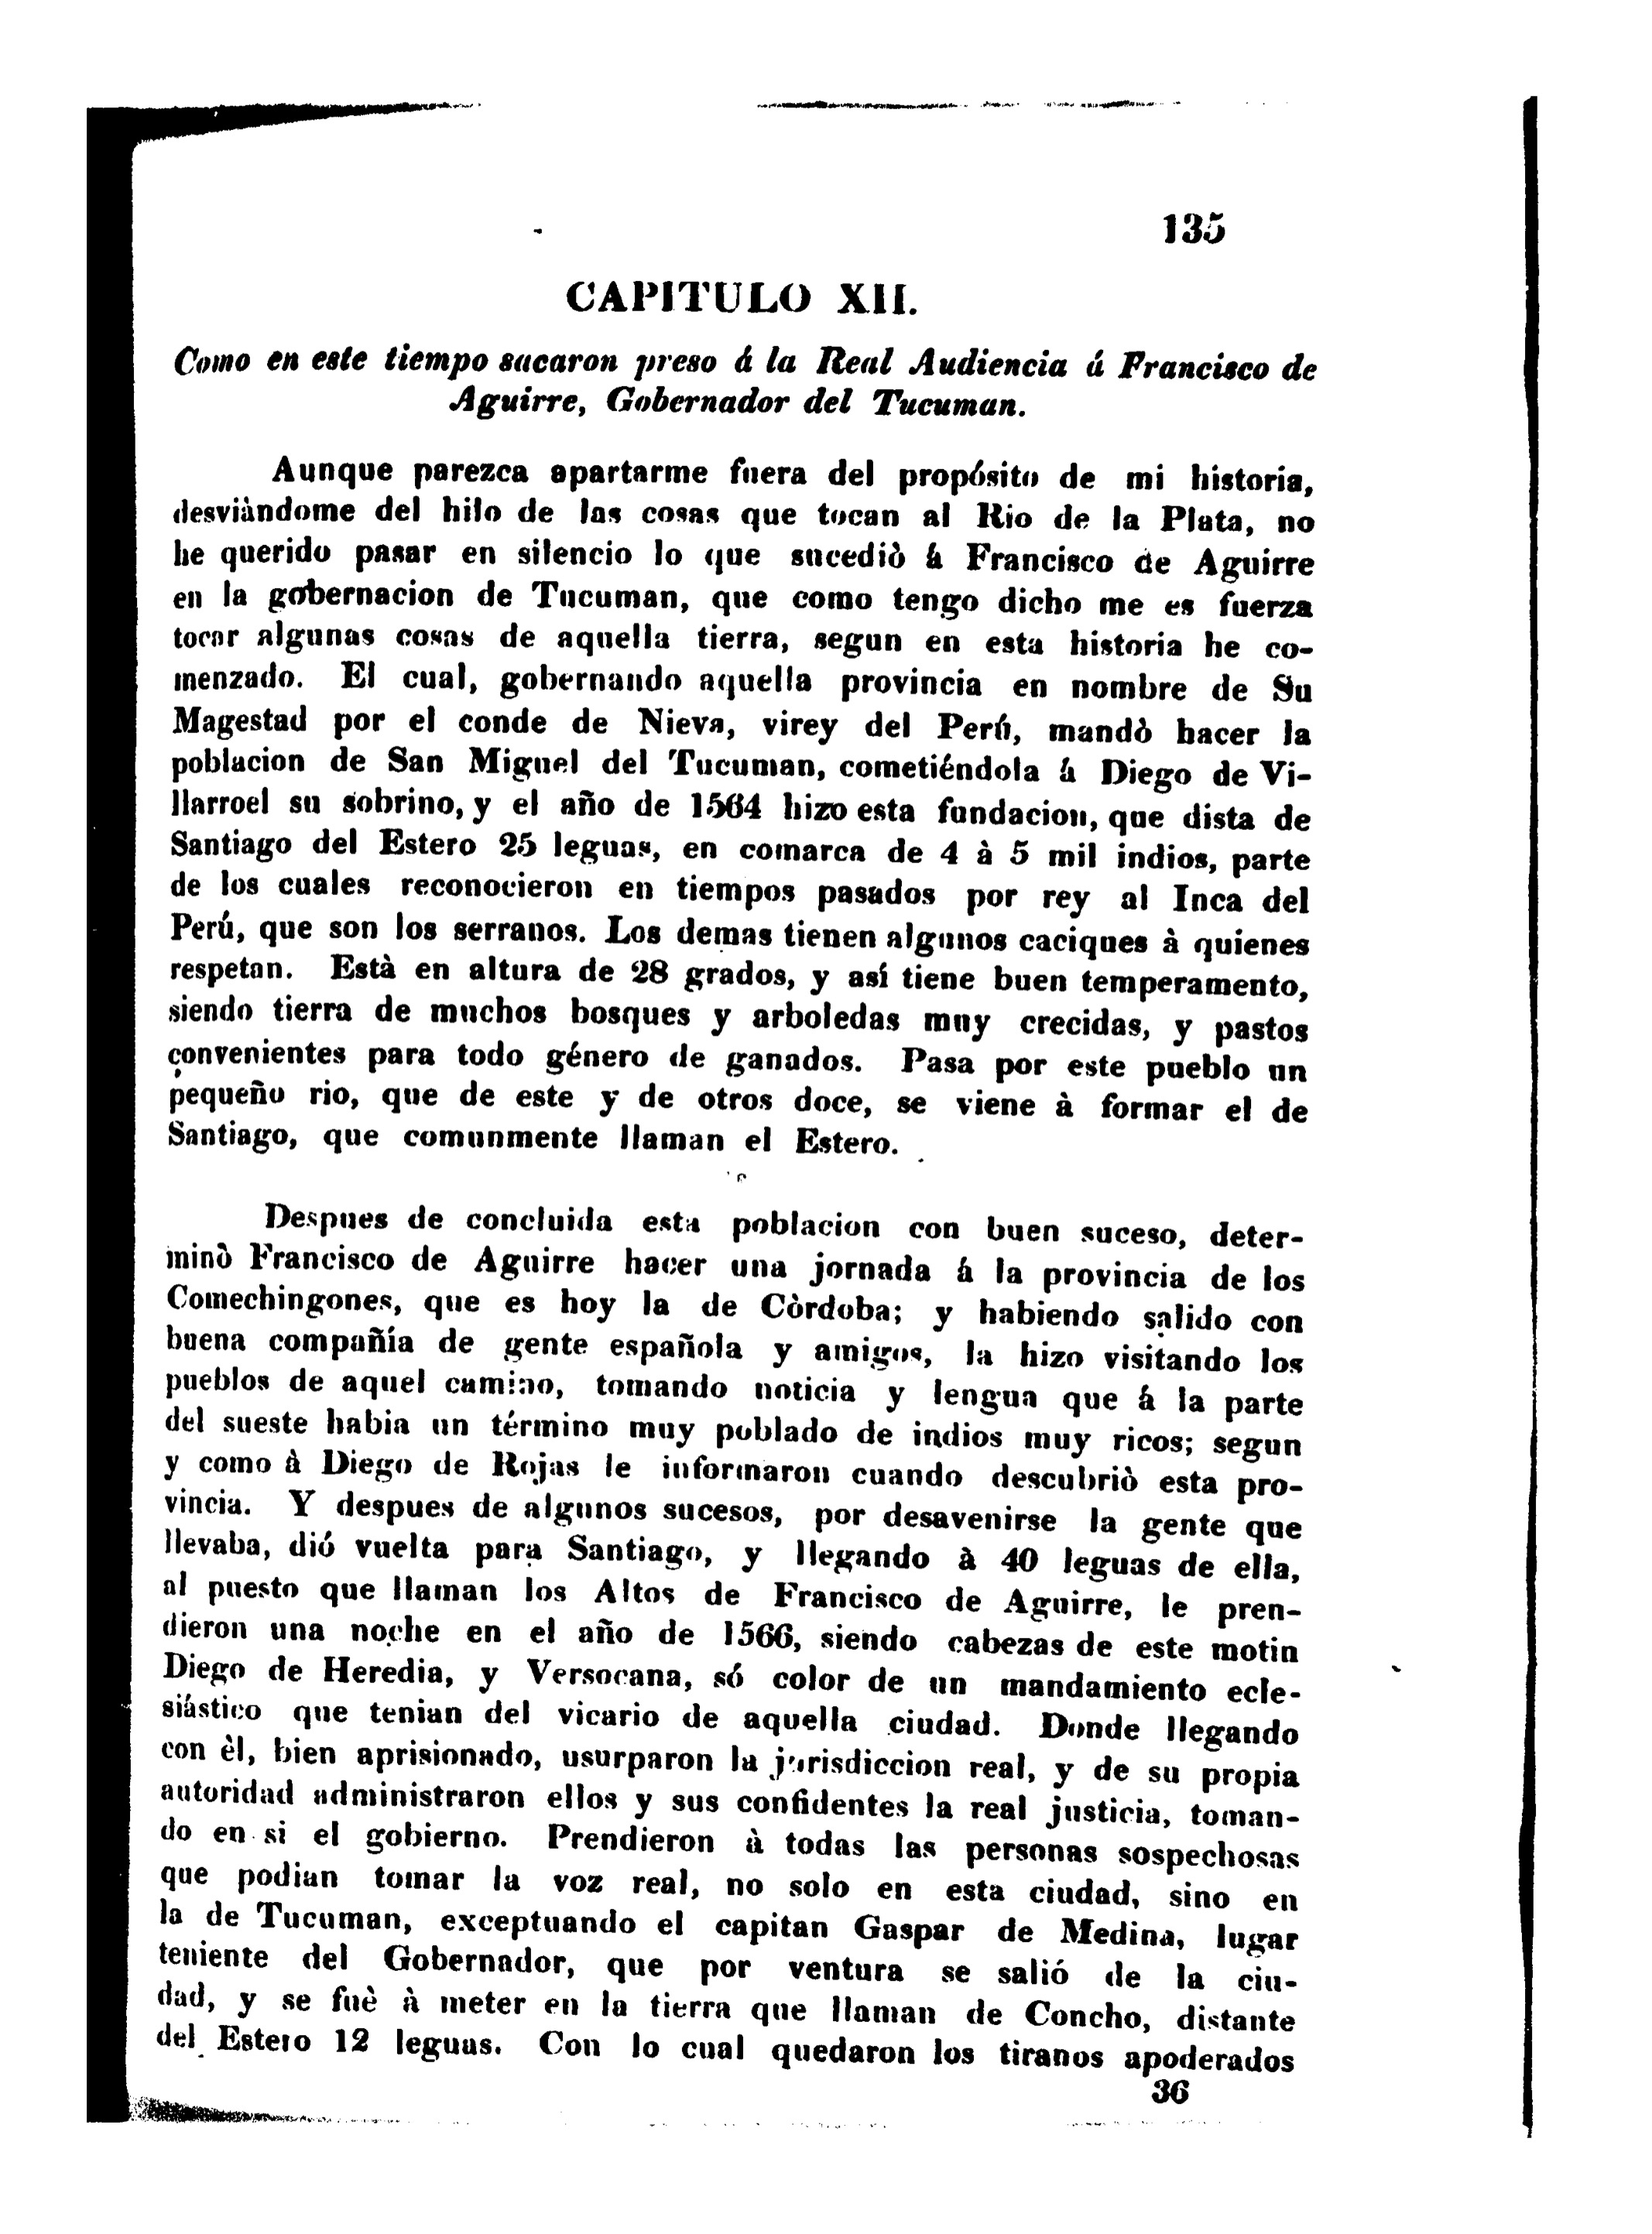 135
CAPITULO XII.
Como en este tiempo sacaron preso á la Real Audiencia á Francisco de
Aguirre, Gobernador del Tucuman.
Aunque parezca apartarme fuera del propósito de mi historia,
desviàndome del hilo de las cosas que tocan al Rio de la Plata, no
he querido pasar en silencio lo que sucediò á Francisco de Aguirre
en la gobernacion de Tucuman, que como tengo dicho me es fuerza
tocar algunas cosas de aquella tierra, segun en esta historia he co-
menzado. El cual, gobernando aquella provincia en nombre de Su
Magestad por el conde de Nieva, virey del Perú, mandò hacer la
poblacion de San Miguel del Tucuman, cometiéndola á Diego de Vi-
llarroel su sobrino, y el año de 1564 hizo esta fundacion, que dista de
Santiago del Estero 25 leguas, en comarca de 4 à 5 mil indios, parte
de los cuales reconocieron en tiempos pasados por rey al Inca del
Perú, que son los serranos. Los demas tienen algunos caciques à quienes
respetan. Està en altura de 28 grados, y así tiene buen temperamento,
siendo tierra de muchos bosques y arboledas muy crecidas, y pastos
convenientes para todo género de ganados. Pasa por este pueblo un
pequeño rio, que de este y de otros doce, se viene à formar el de
Santiago, que comunmente llaman el Estero.
Despues de concluida esta poblacion con buen suceso, deter-
minò Francisco de Aguirre hacer una jornada á la provincia de los
Comechingones, que es hoy la de Còrdoba; y habiendo salido con
buena compañía de gente española y amigos, la hizo visitando los
pueblos de aquel camino, tomando noticia y lengua que á la parte
del sueste habia un término muy poblado de indios muy ricos; segun
y como à Diego de Rojas le informaron cuando descubriò esta pro-
vincia. Y despues de algunos sucesos, por desavenirse la gente que
llevaba, dió vuelta para Santiago, y llegando à 40 leguas de ella,
al puesto que llaman los Altos de Francisco de Aguirre, le pren-
dieron una noche en el año de 1566, siendo cabezas de este motin
Diego de Heredia, y Versocana, só color de un mandamiento ecle-
siástico que tenian del vicario de aquella ciudad. Donde llegando
con èl, bien aprisionado, usurparon la jurisdiccion real, y de su propia
autoridad administraron ellos y sus confidentes la real justicia, toman-
do en si el gobierno. Prendieron à todas las personas sospechosas
que podian tomar la voz real, no solo en esta ciudad, sino en
la de Tucuman, exceptuando el capitan Gaspar de Medina, lugar
teniente del Gobernador, que por ventura se salió de la ciu-
dad, y se fuè à meter en la tierra que llaman de Concho, distante
del Estero 12 leguas. Con lo cual quedaron los tiranos apoderados
36